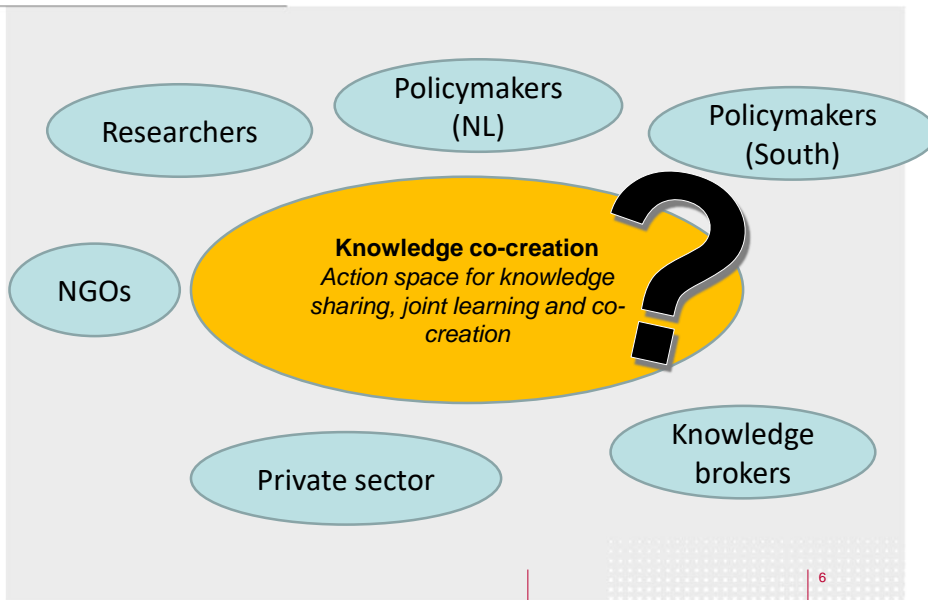 Policymakers
(NL)
Researchers
Policymakers
(South)
Knowledge co-creation
Action space for knowledge
sharing, joint learning and co-
creation
?
NGOs
Knowledge
brokers
Private sector
6